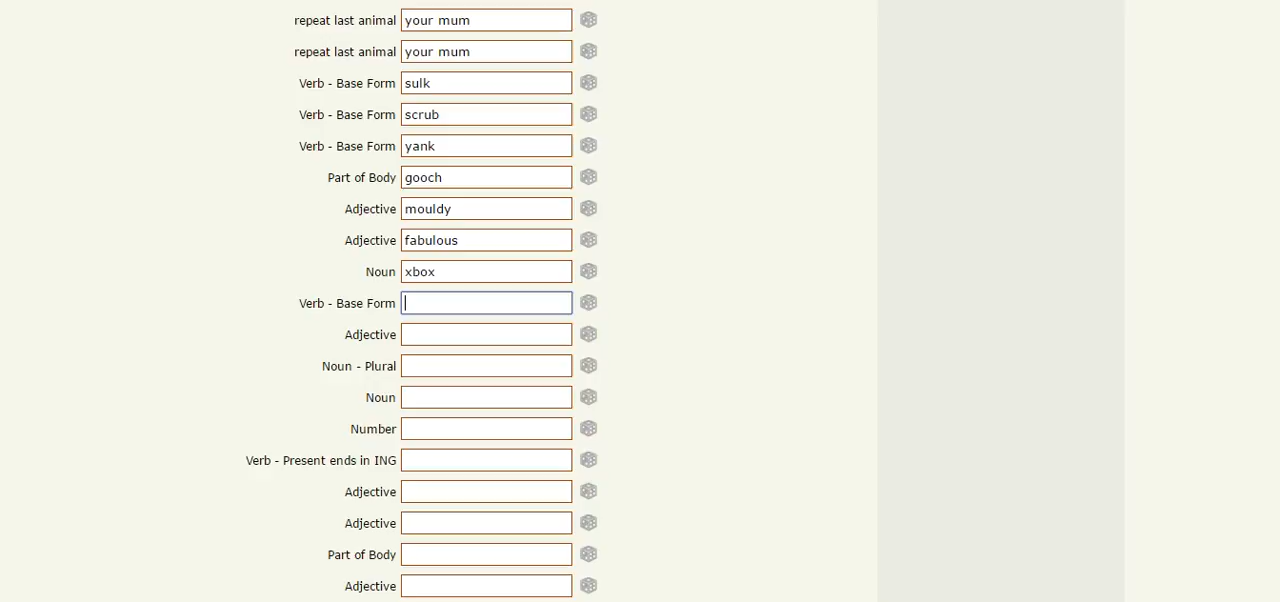 repeat last animal your mum
repeat last animal your mum
Verb - Base Form sulk
Verb - Base Form scrub
Verb - Base Form yank
Part of Body gooch
Adjective mouldy
Adjective fabulous
Noun xbox
Verb - Base Form
Adjective
Noun - Plural
Noun
Number
Verb - Present ends in ING
Adjective
Adjective
Part of Body
Adjective